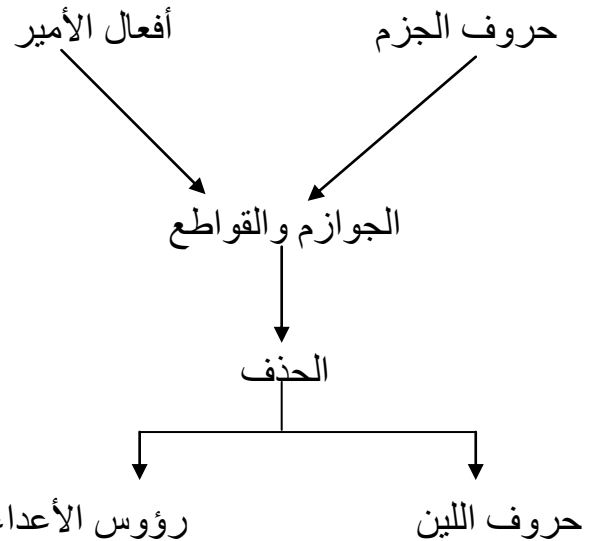 حروف الجزم أفعال الأمير
الجوازم والقواطع
الحذف
حروف اللين رؤوس الأعداء